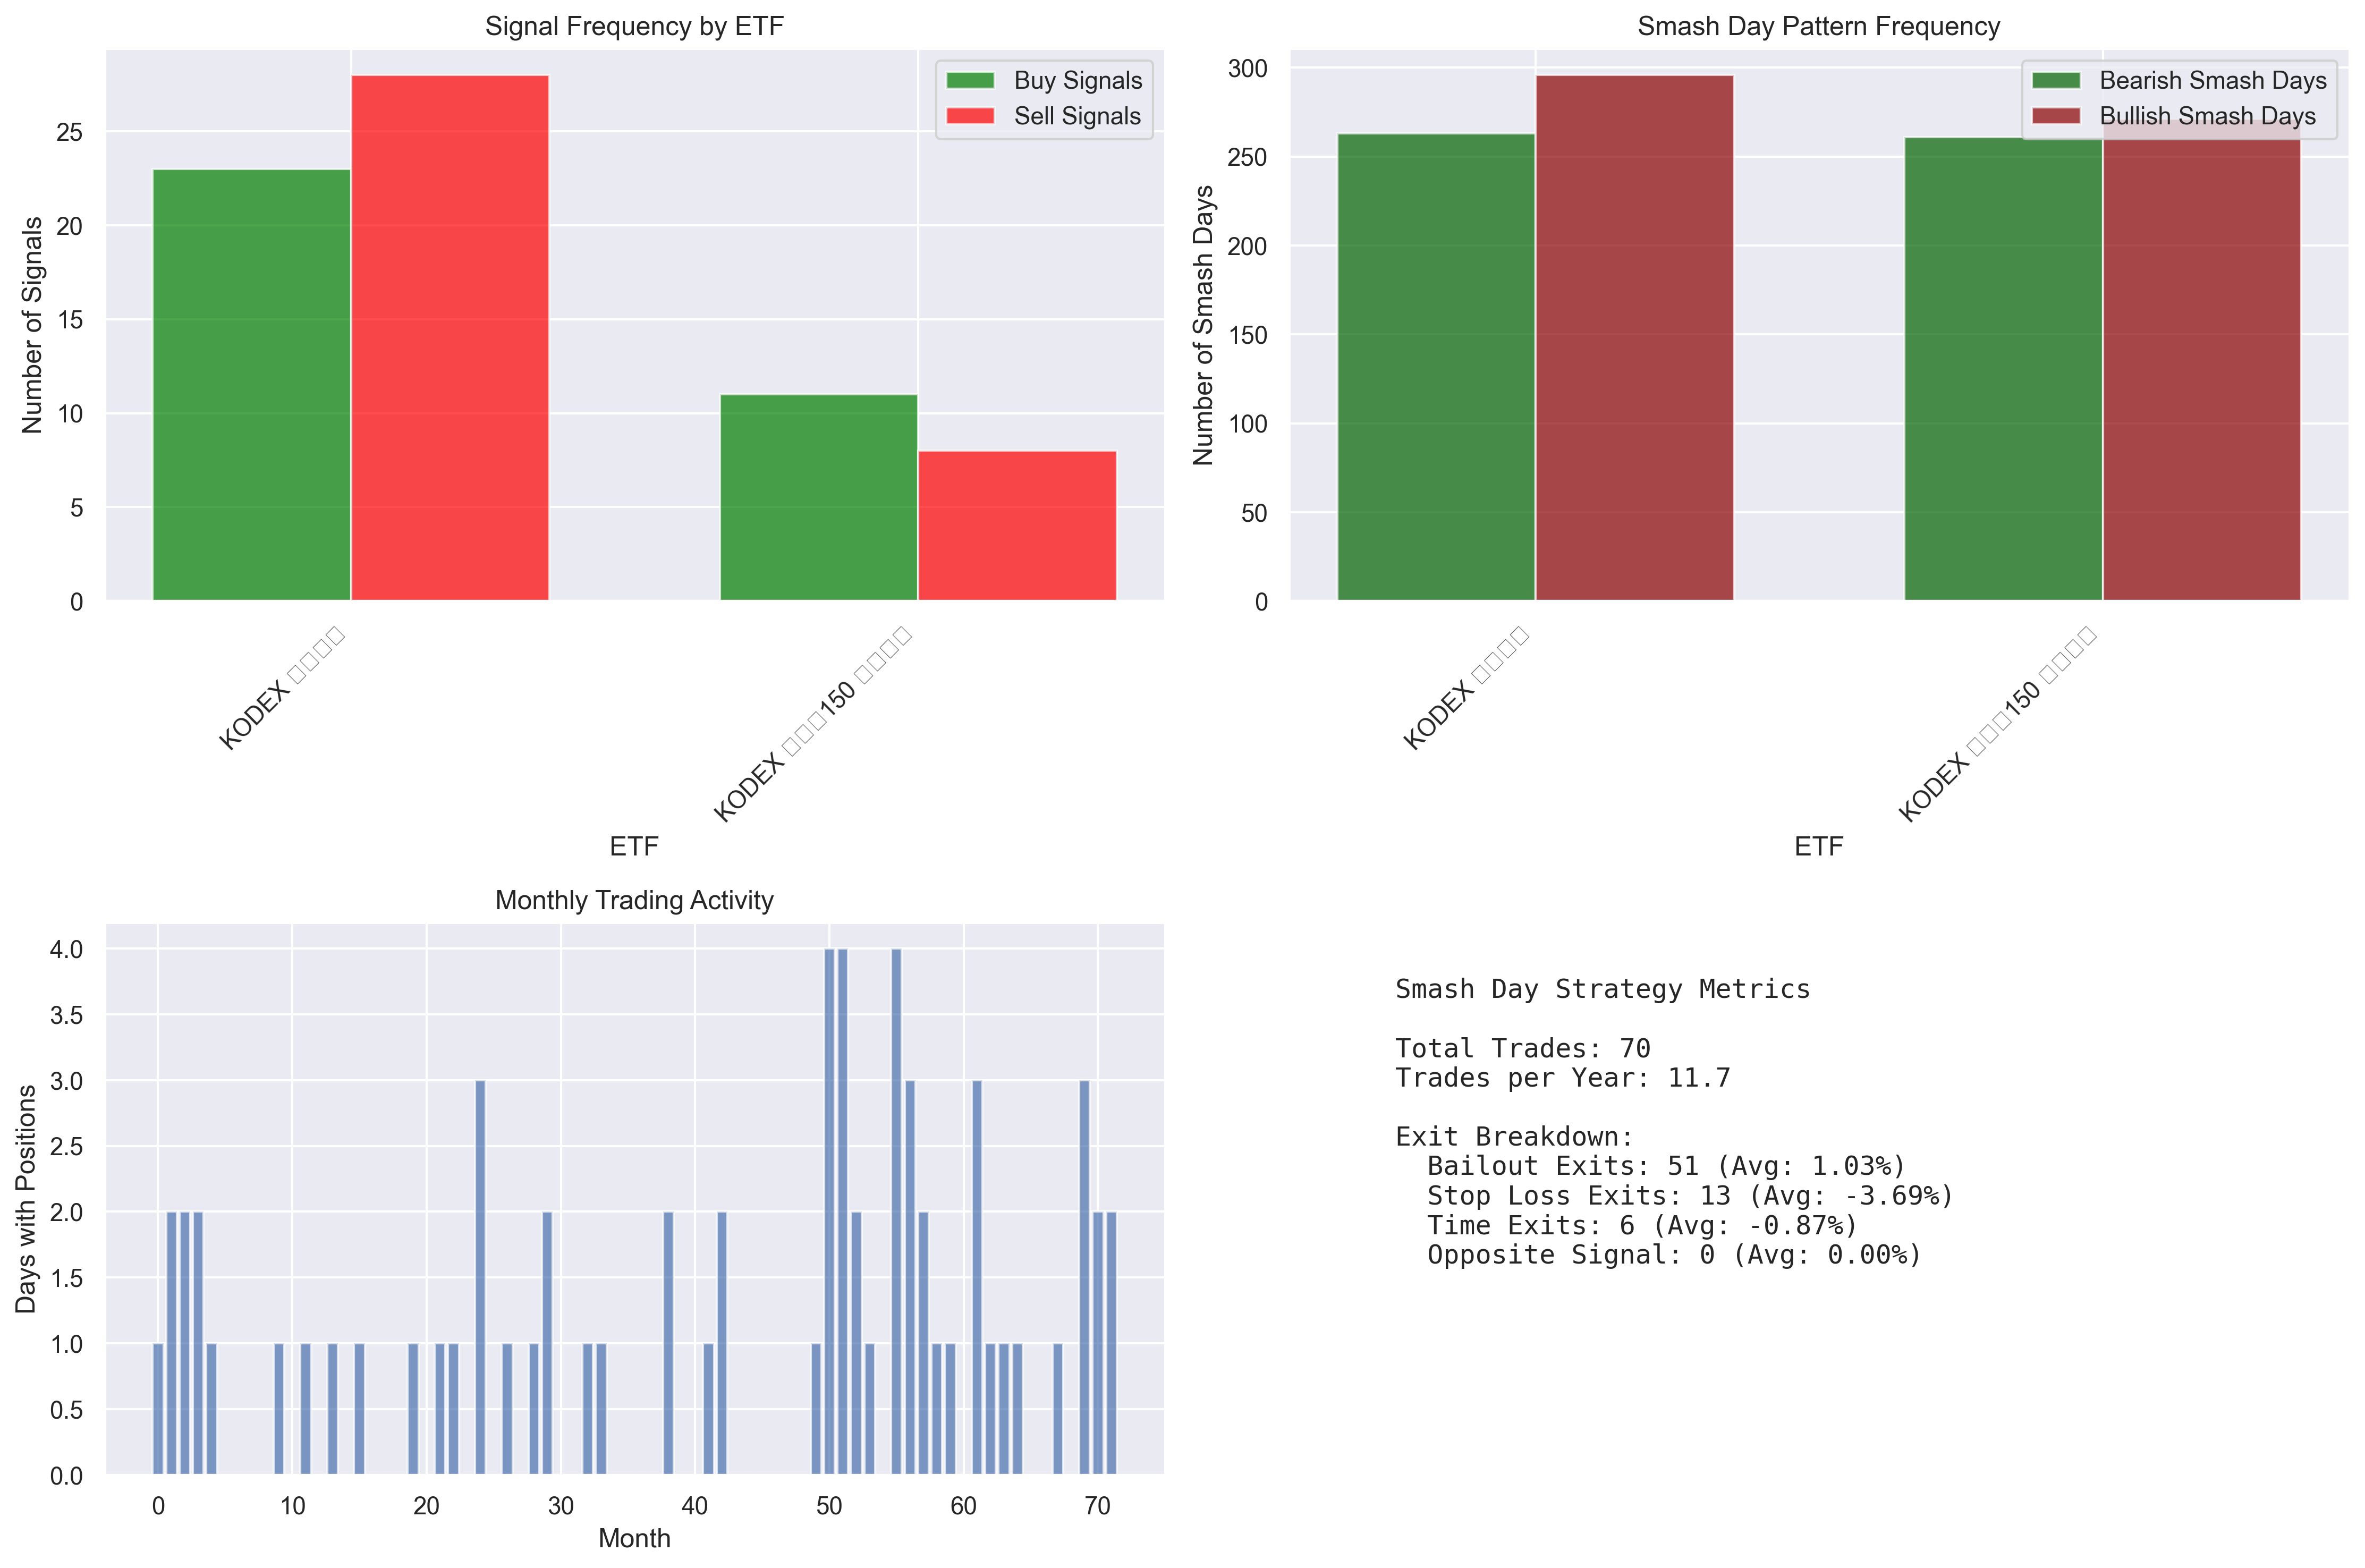 Signal Frequency by ETF
Number of Signals
25
20
15
10
5
0
Buy Signals
Sell Signals
KODEX □□□□
KODEX □□□150 □□□□
ETF
Smash Day Pattern Frequency
Number of Smash Days
300
250
200
150
100
50
0
Bearish Smash Days
Bullish Smash Days
KODEX □□□□
KODEX □□□150 □□□□
ETF
Monthly Trading Activity
Days with Positions
4.0
3.5
3.0
2.5
2.0
1.5
1.0
0.5
0.0
0 10 20 30 40 50 60 70
Month
Smash Day Strategy Metrics
Total Trades: 70
Trades per Year: 11.7
Exit Breakdown:
Bailout Exits: 51 (Avg: 1.03%)
Stop Loss Exits: 13 (Avg: -3.69%)
Time Exits: 6 (Avg: -0.87%)
Opposite Signal: 0 (Avg: 0.00%)